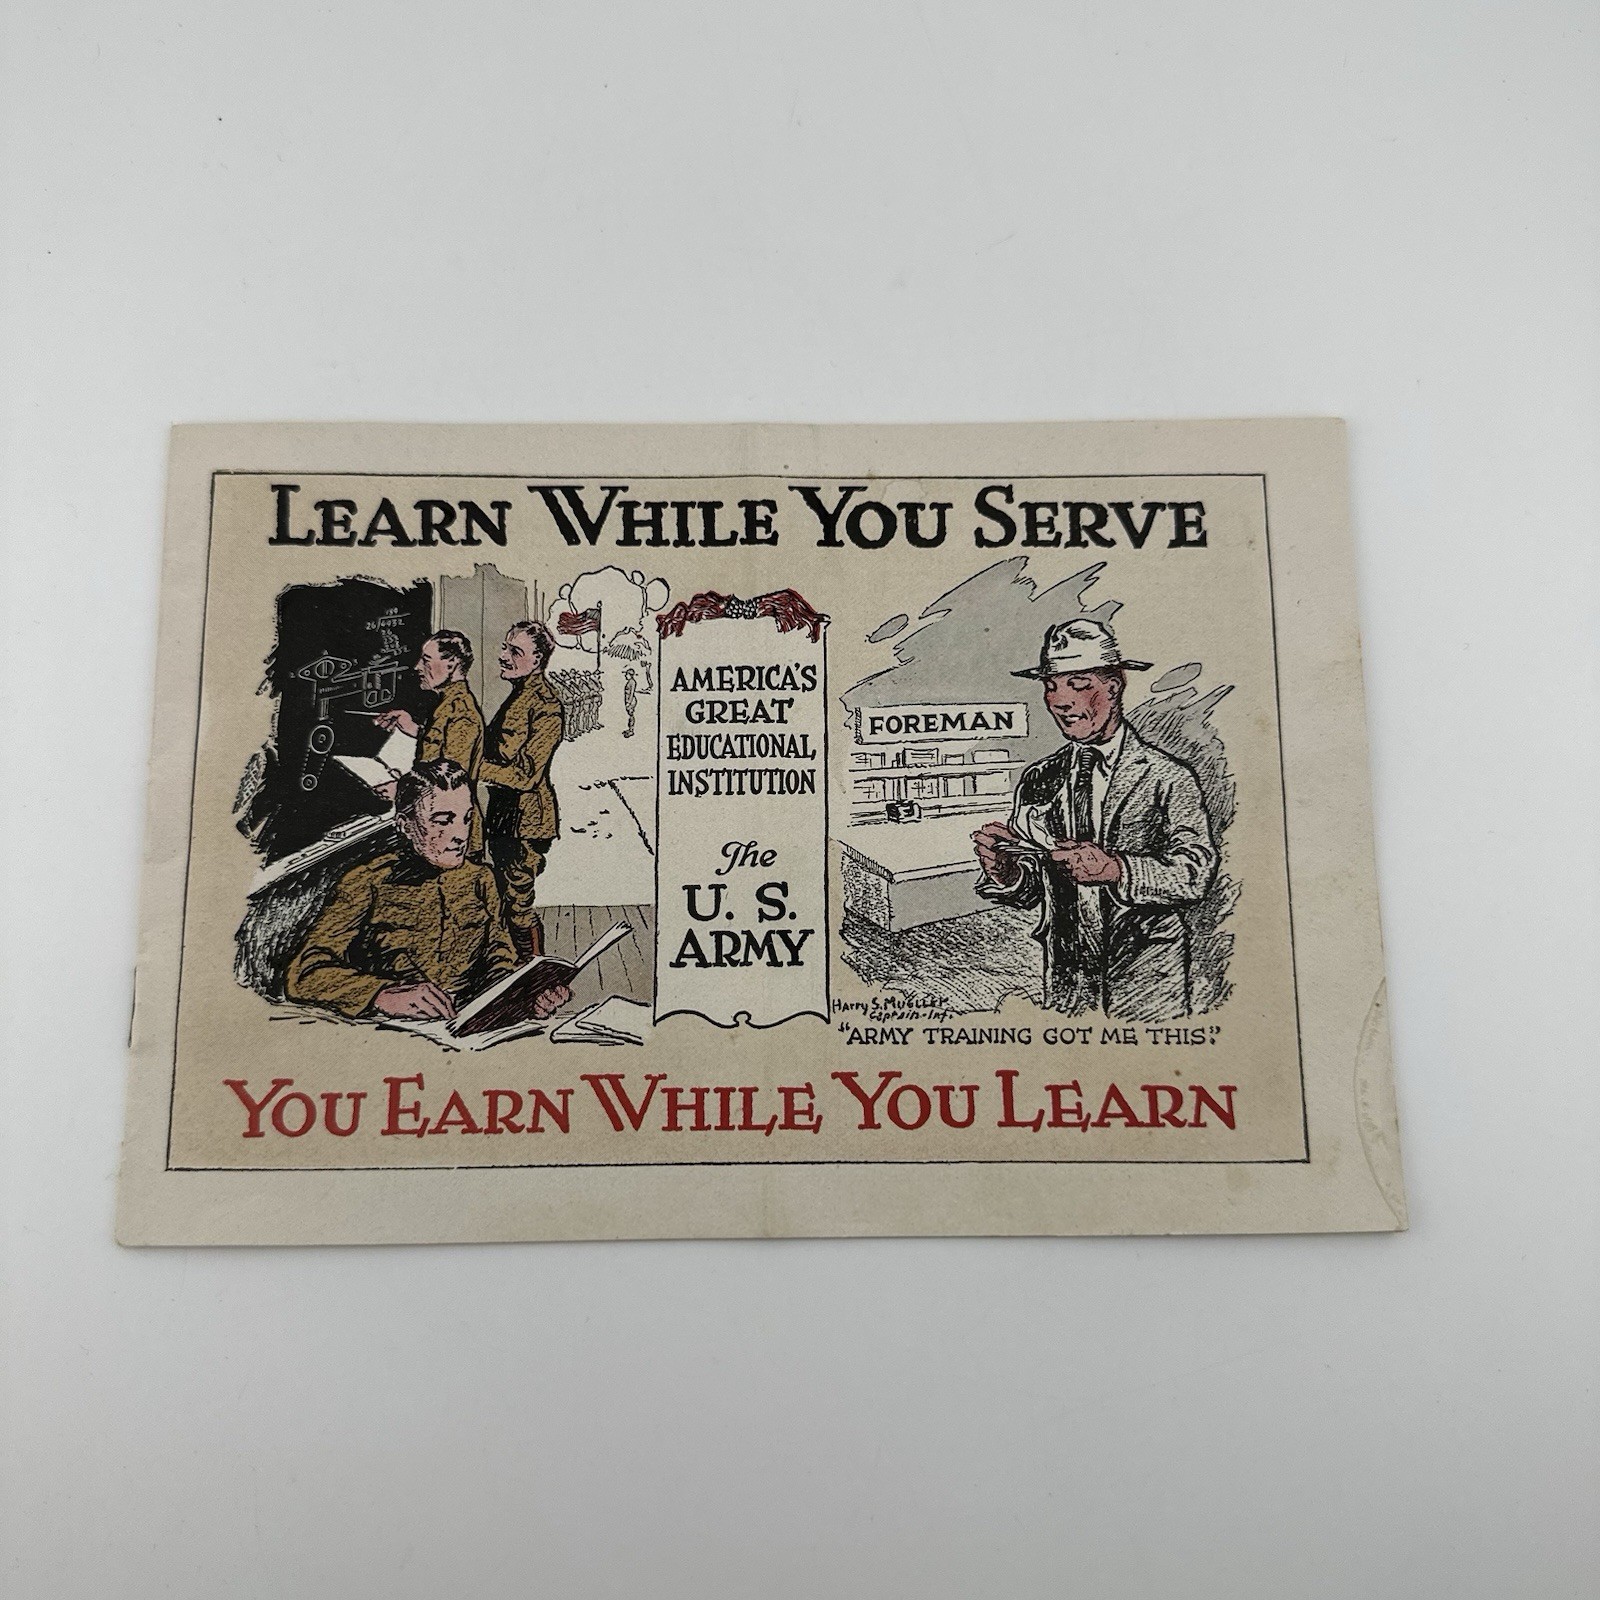 LEARN WHILE YOU SERVE
AMERICA'S
GREAT
EDUCATIONAL
INSTITUTION
The
U. S.
ARMY
FOREMAN
Harry S. Mueller
Captain-Inf.
"ARMY TRAINING GOT ME THIS"
YOU EARN WHILE YOU LEARN